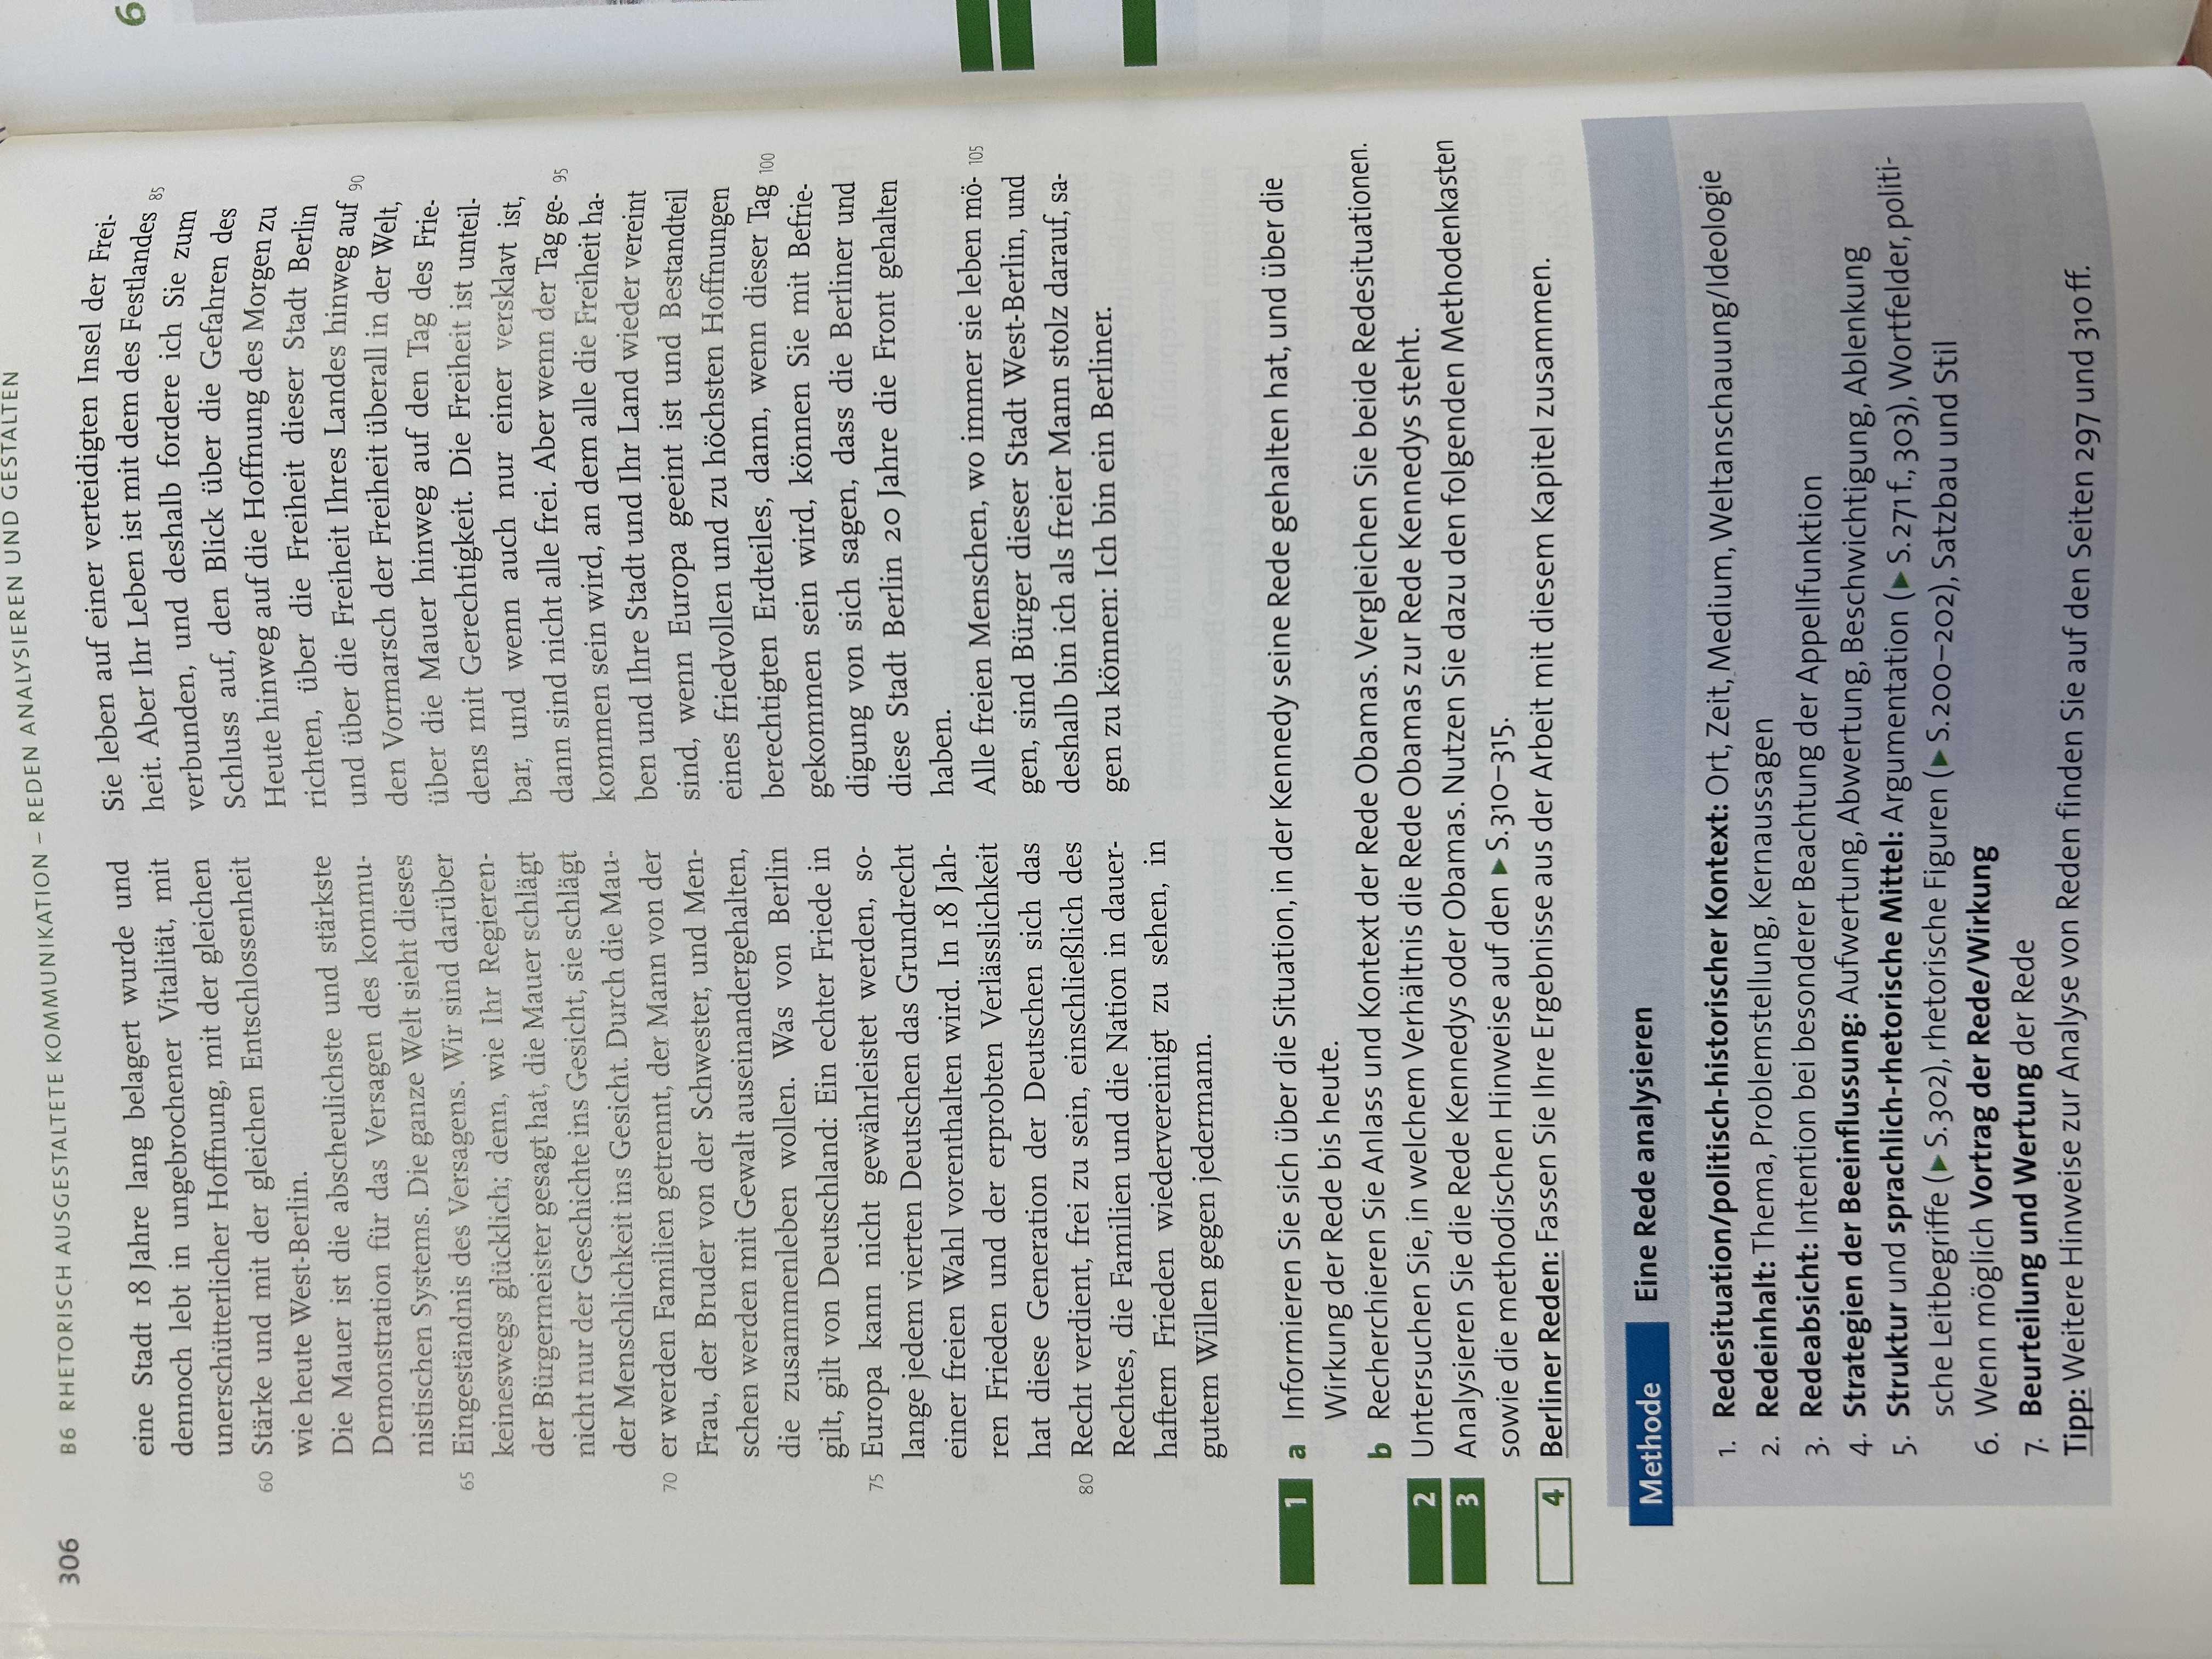 306
B6 RHETORISCH AUSGESTALTETE KOMMUNIKATION – REDEN ANALYSIEREN UND GESTALTEN
eine Stadt 18 Jahre lang belagert wurde und
dennoch lebt in ungebrochener Vitalität, mit
unerschütterlicher Hoffnung, mit der gleichen
60 Stärke und mit der gleichen Entschlossenheit
wie heute West-Berlin.
Die Mauer ist die abscheulichste und stärkste
Demonstration für das Versagen des kommu-
nistischen Systems. Die ganze Welt sieht dieses
65 Eingeständnis des Versagens. Wir sind darüber
keineswegs glücklich; denn, wie Ihr Regieren-
der Bürgermeister gesagt hat, die Mauer schlägt
nicht nur der Geschichte ins Gesicht, sie schlägt
der Menschlichkeit ins Gesicht. Durch die Mau-
70 er werden Familien getrennt, der Mann von der
Frau, der Bruder von der Schwester, und Men-
schen werden mit Gewalt auseinandergehalten,
die zusammenleben wollen. Was von Berlin
gilt, gilt von Deutschland: Ein echter Friede in
75 Europa kann nicht gewährleistet werden, so-
lange jedem vierten Deutschen das Grundrecht
einer freien Wahl vorenthalten wird. In 18 Jah-
ren Frieden und der erprobten Verlässlichkeit
hat diese Generation der Deutschen sich das
80 Recht verdient, frei zu sein, einschließlich des
Rechtes, die Familien und die Nation in dauer-
haftem Frieden wiedervereinigt zu sehen, in
gutem Willen gegen jedermann.
Sie leben auf einer verteidigten Insel der Frei-
heit. Aber Ihr Leben ist mit dem des Festlandes 85
verbunden, und deshalb fordere ich Sie zum
Schluss auf, den Blick über die Gefahren des
Heute hinweg auf die Hoffnung des Morgen zu
richten, über die Freiheit dieser Stadt Berlin
und über die Freiheit Ihres Landes hinweg auf 90
den Vormarsch der Freiheit überall in der Welt,
über die Mauer hinweg auf den Tag des Frie-
dens mit Gerechtigkeit. Die Freiheit ist unteil-
bar, und wenn auch nur einer versklavt ist,
dann sind nicht alle frei. Aber wenn der Tag ge- 95
kommen sein wird, an dem alle die Freiheit ha-
ben und Ihre Stadt und Ihr Land wieder vereint
sind, wenn Europa geeint ist und Bestandteil
eines friedvollen und zu höchsten Hoffnungen
berechtigten Erdteiles, dann, wenn dieser Tag 100
gekommen sein wird, können Sie mit Befrie-
digung von sich sagen, dass die Berliner und
diese Stadt Berlin 20 Jahre die Front gehalten
haben.
Alle freien Menschen, wo immer sie leben mö- 105
gen, sind Bürger dieser Stadt West-Berlin, und
deshalb bin ich als freier Mann stolz darauf, sa-
gen zu können: Ich bin ein Berliner.
1 a Informieren Sie sich über die Situation, in der Kennedy seine Rede gehalten hat, und über die
Wirkung der Rede bis heute.
b Recherchieren Sie Anlass und Kontext der Rede Obamas. Vergleichen Sie beide Redesituationen.
2 Untersuchen Sie, in welchem Verhältnis die Rede Obamas zur Rede Kennedys steht.
3 Analysieren Sie die Rede Kennedys oder Obamas. Nutzen Sie dazu den folgenden Methodenkasten
sowie die methodischen Hinweise auf den ▶ S. 310–315.
4 Berliner Reden: Fassen Sie Ihre Ergebnisse aus der Arbeit mit diesem Kapitel zusammen.
Methode Eine Rede analysieren
1. Redesituation/politisch-historischer Kontext: Ort, Zeit, Medium, Weltanschauung/Ideologie
2. Redeinhalt: Thema, Problemstellung, Kernaussagen
3. Redeabsicht: Intention bei besonderer Beachtung der Appellfunktion
4. Strategien der Beeinflussung: Aufwertung, Abwertung, Beschwichtigung, Ablenkung
5. Struktur und sprachlich-rhetorische Mittel: Argumentation (▶ S. 271 f., 303), Wortfelder, politi-
sche Leitbegriffe (▶ S. 302), rhetorische Figuren (▶ S. 200–202), Satzbau und Stil
6. Wenn möglich Vortrag der Rede/Wirkung
7. Beurteilung und Wertung der Rede
Tipp: Weitere Hinweise zur Analyse von Reden finden Sie auf den Seiten 297 und 310 ff.
6